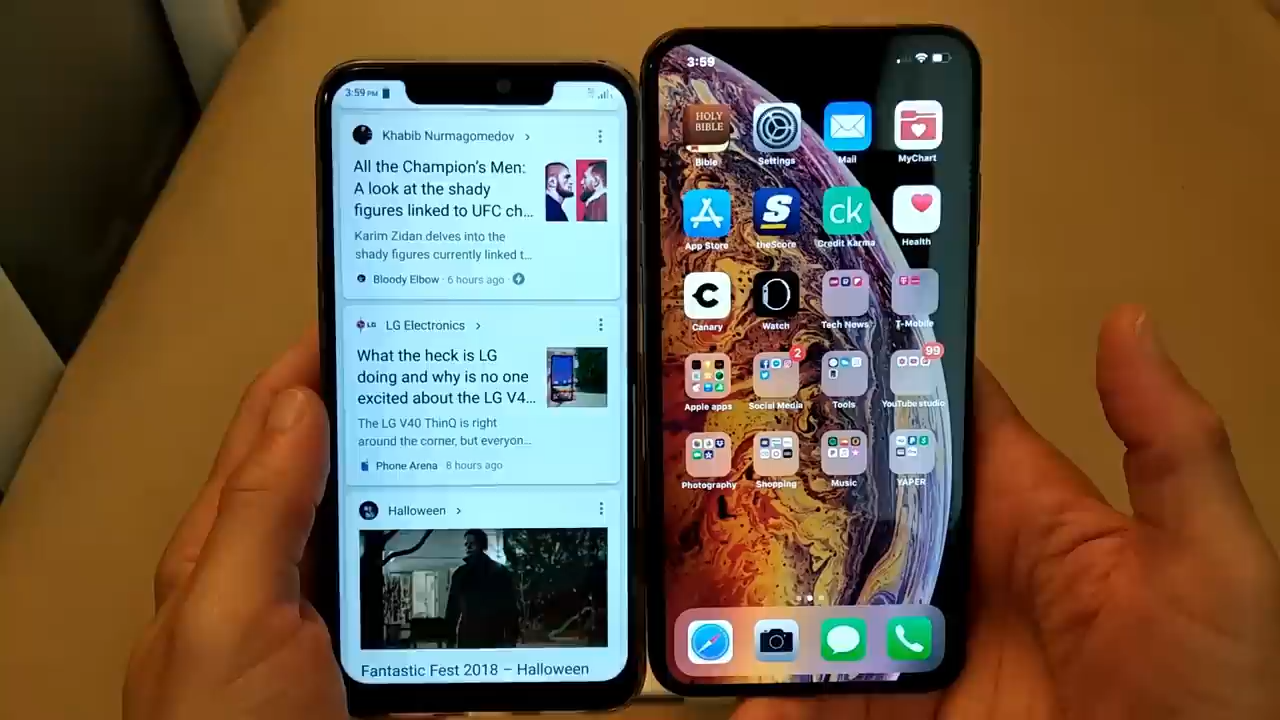 3:59 PM
Khabib Nurmagomedov
All the Champion's Men:
A look at the shady
figures linked to UFC ch...
Karim Zidan delves into the
shady figures currently linked t...
Bloody Elbow · 6 hours ago
LG LG Electronics
What the heck is LG
doing and why is no one
excited about the LG V4...
The LG V40 ThinQ is right
around the corner, but everyon...
Phone Arena 8 hours ago
Halloween
Fantastic Fest 2018 – Halloween
3:59
HOLY
BIBLE
Bible Settings Mail MyChart
S ck
App Store theScore Credit Karma Health
C
Canary Watch Tech News T-Mobile
2 99
Apple apps Social Media Tools YouTube studio
Photography Shopping Music YAPER